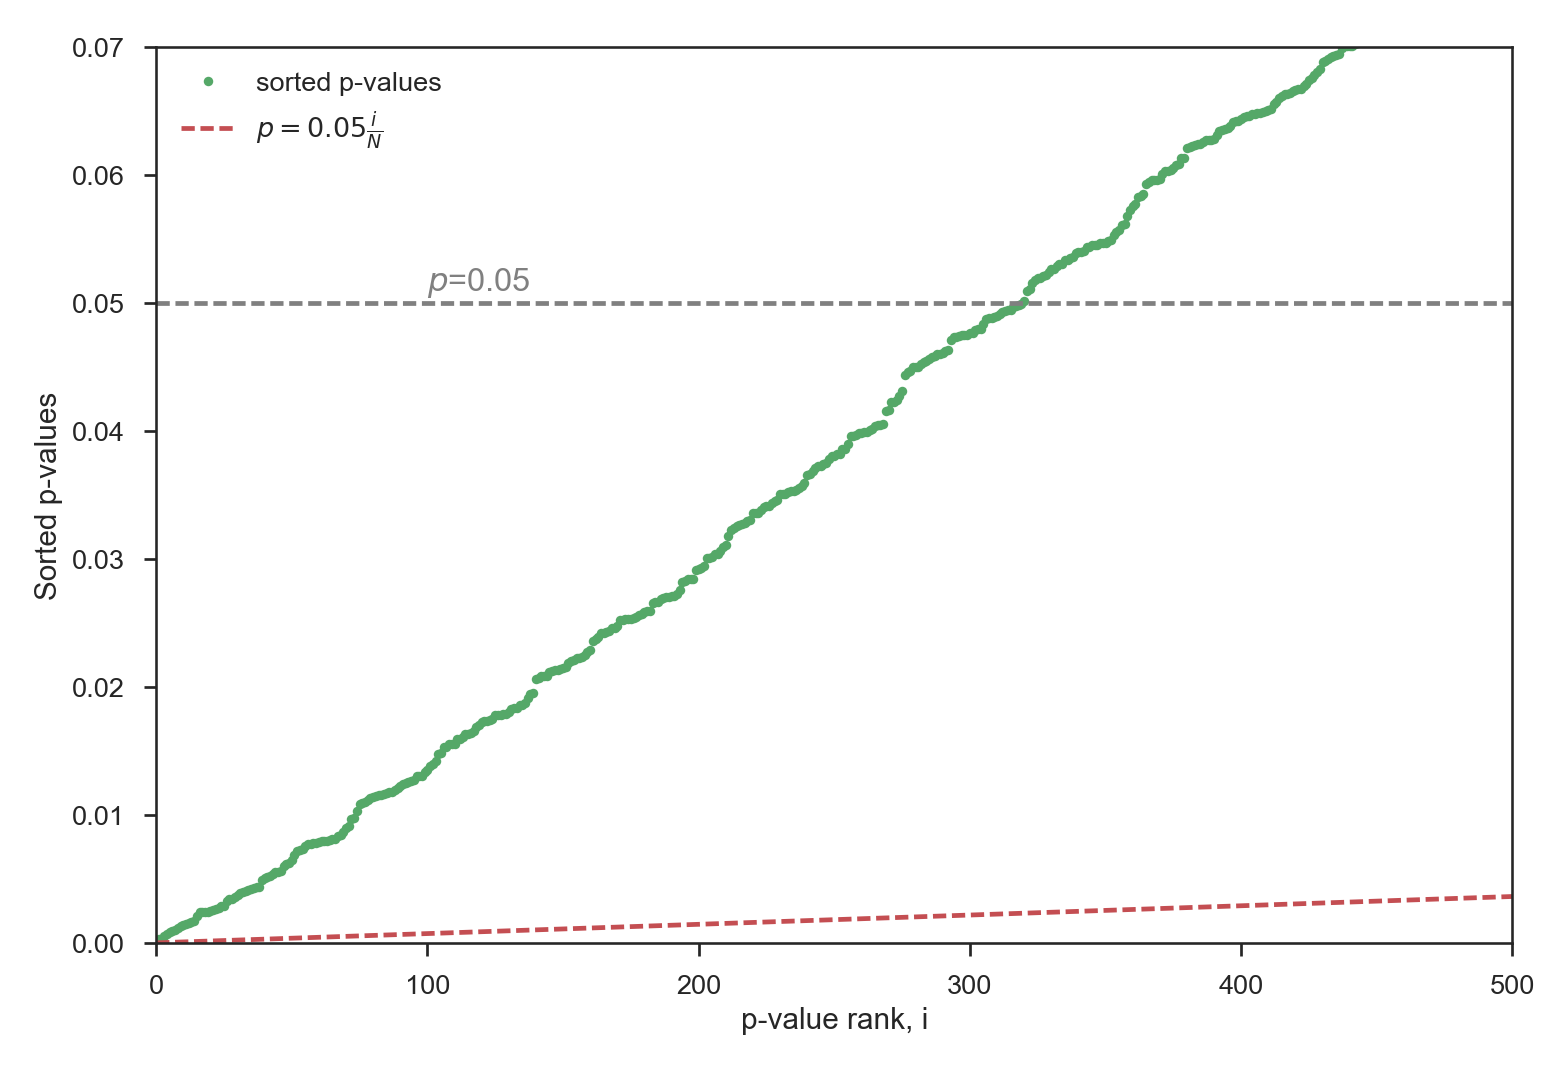 0.07
0.06
0.05
0.04
0.03
0.02
0.01
0.00
Sorted p-values
sorted p-values
p = 0.05 i/N
p=0.05
0 100 200 300 400 500
p-value rank, i